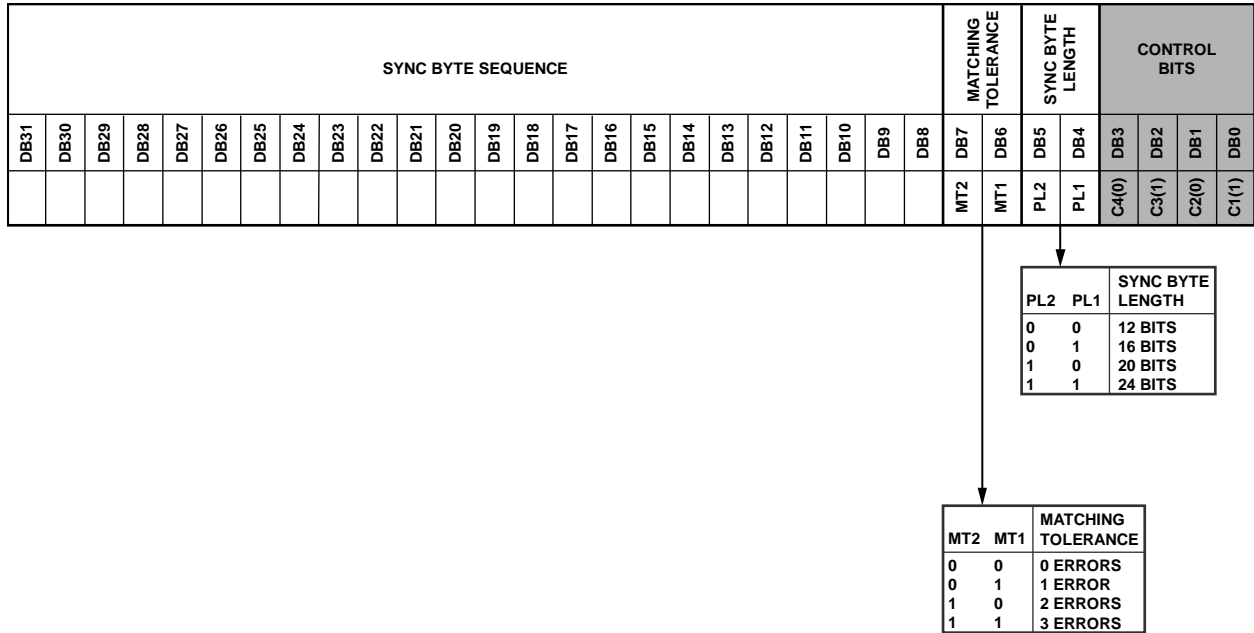 SYNC BYTE SEQUENCE
MATCHING
TOLERANCE
SYNC BYTE
LENGTH
CONTROL
BITS
DB31 DB30 DB29 DB28 DB27 DB26 DB25 DB24 DB23 DB22 DB21 DB20 DB19 DB18 DB17 DB16 DB15 DB14 DB13 DB12 DB11 DB10 DB9 DB8 DB7 DB6 DB5 DB4 DB3 DB2 DB1 DB0
MT2 MT1 PL2 PL1 C4(0) C3(1) C2(0) C1(1)
PL2 PL1 SYNC BYTE
LENGTH
0 0 12 BITS
0 1 16 BITS
1 0 20 BITS
1 1 24 BITS
MT2 MT1 MATCHING
TOLERANCE
0 0 0 ERRORS
0 1 1 ERROR
1 0 2 ERRORS
1 1 3 ERRORS